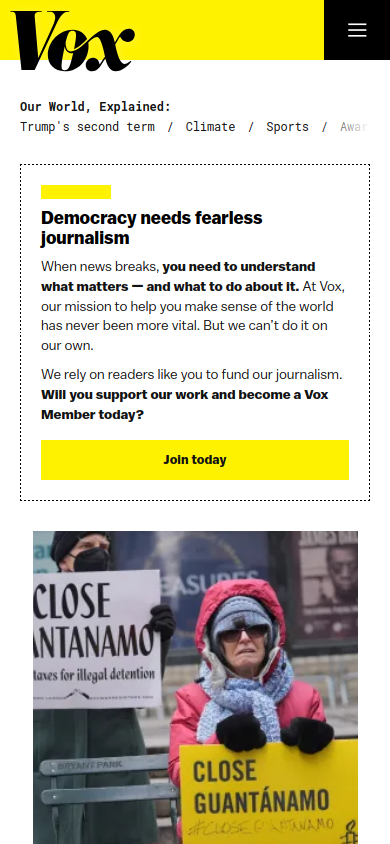 Vox
Our World, Explained:
Trump's second term / Climate / Sports / Awar
Democracy needs fearless
journalism
When news breaks, you need to understand
what matters — and what to do about it. At Vox,
our mission to help you make sense of the world
has never been more vital. But we can't do it on
our own.
We rely on readers like you to fund our journalism.
Will you support our work and become a Vox
Member today?
Join today
EASURES
CLOSE
NTANAMO
taxes for illegal detention
BRYANT PARK
CLOSE
GUANTÁNAMO
#CLOSEGUANTANAMO